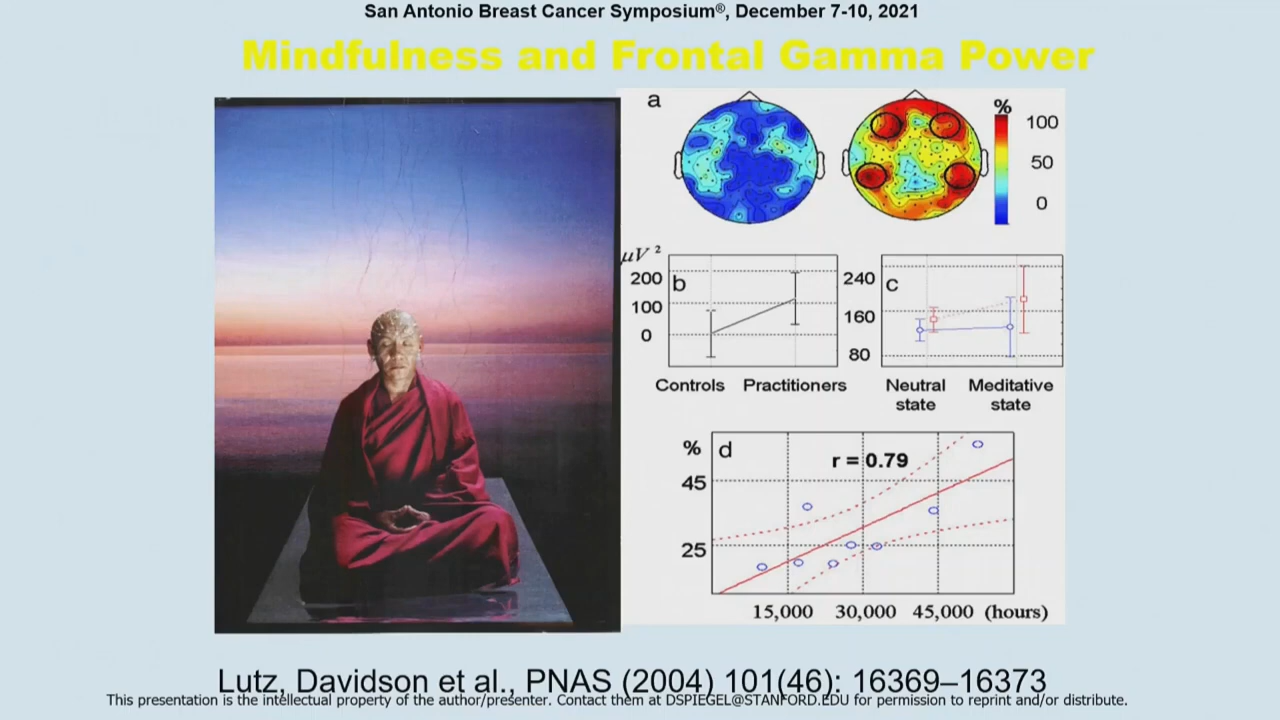 San Antonio Breast Cancer Symposium®, December 7-10, 2021
Mindfulness and Frontal Gamma Power
a
%
100
50
0
μV ²
200
100
0
b
Controls Practitioners
240
160
80
c
Neutral state
Meditative state
%
45
25
d
r = 0.79
15,000 30,000 45,000 (hours)
Lutz, Davidson et al., PNAS (2004) 101(46): 16369–16373
This presentation is the intellectual property of the author/presenter. Contact them at DSPIEGEL@STANFORD.EDU for permission to reprint and/or distribute.